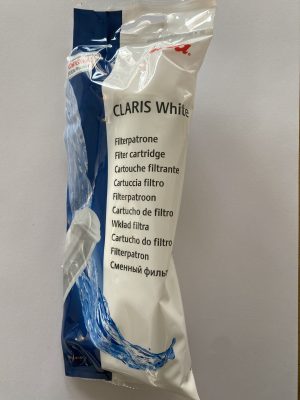 CLARIS White
Filterpatrone
Filter cartridge
Cartouche filtrante
Cartuccia filtro
Filterpatroon
Cartucho de filtro
Wkład filtra
Cartucho do filtro
Filterpatron
Сменный фильт